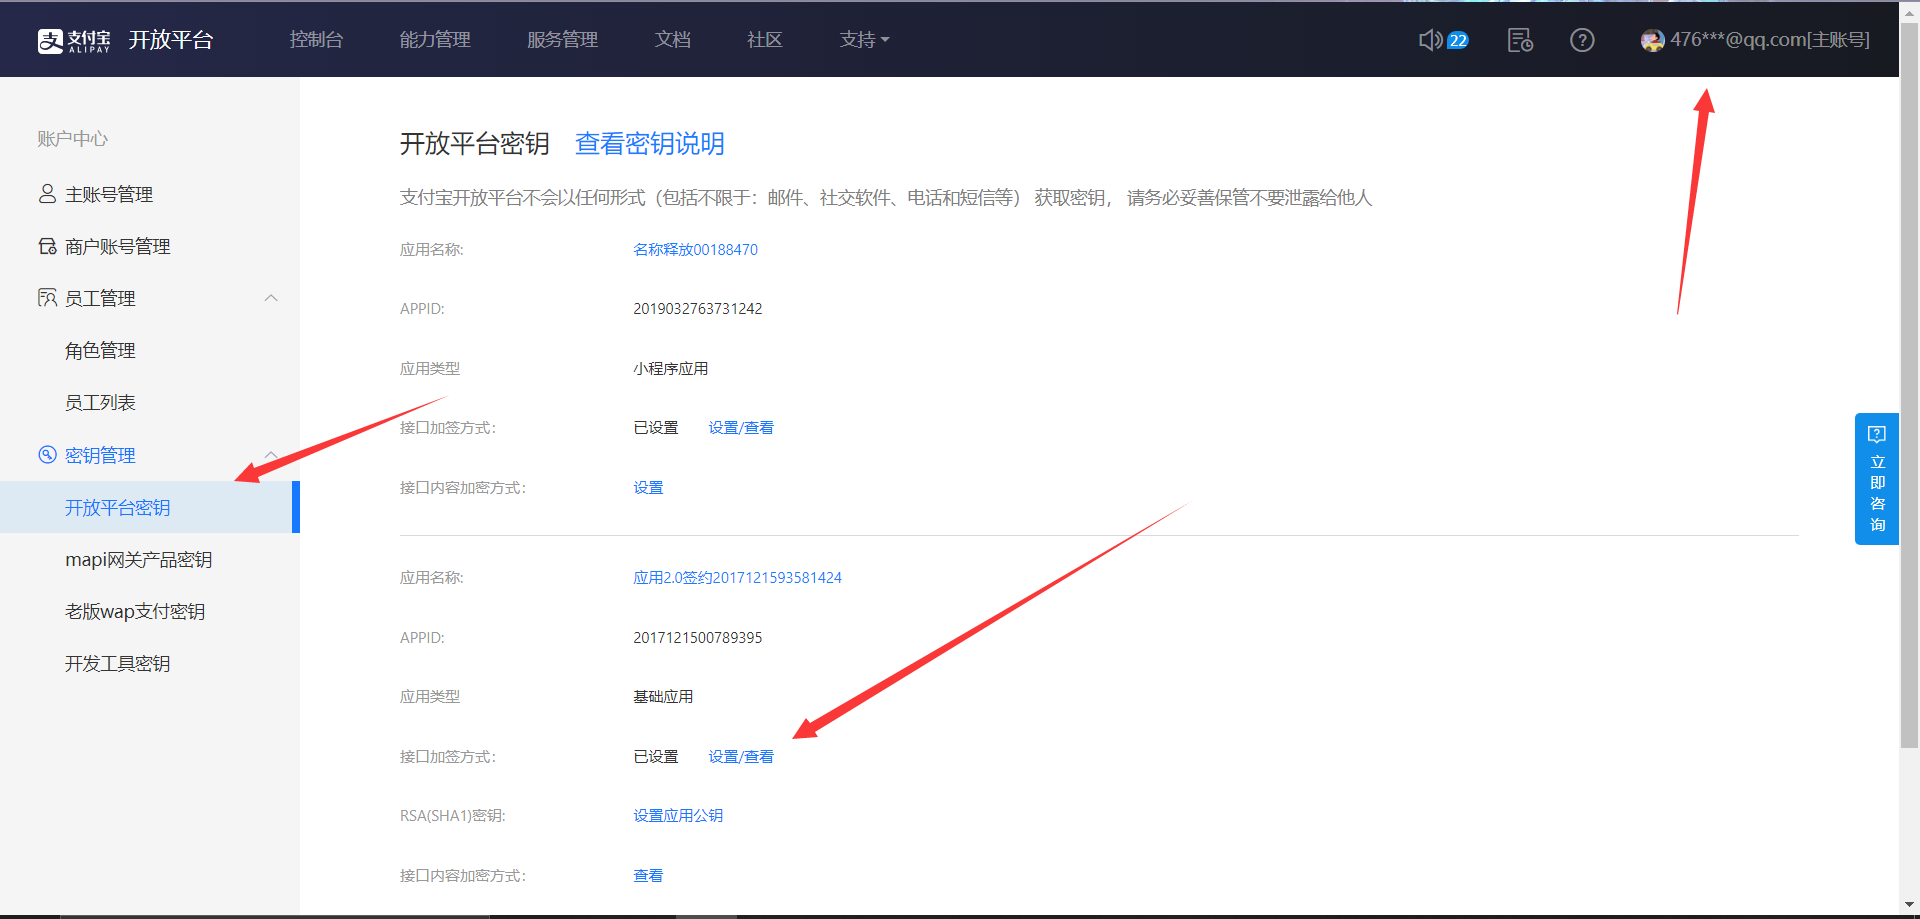 支付宝 ALIPAY 开放平台 控制台 能力管理 服务管理 文档 社区 支持 22 476***@qq.com[主账号]
账户中心
主账号管理
商户账号管理
员工管理
角色管理
员工列表
密钥管理
开放平台密钥
mapi网关产品密钥
老版wap支付密钥
开发工具密钥
开放平台密钥 查看密钥说明
支付宝开放平台不会以任何形式（包括不限于：邮件、社交软件、电话和短信等） 获取密钥， 请务必妥善保管不要泄露给他人
应用名称: 名称释放00188470
APPID: 2019032763731242
应用类型 小程序应用
接口加签方式: 已设置 设置/查看
接口内容加密方式: 设置
应用名称: 应用2.0签约2017121593581424
APPID: 2017121500789395
应用类型 基础应用
接口加签方式: 已设置 设置/查看
RSA(SHA1)密钥: 设置应用公钥
接口内容加密方式: 查看
立即咨询